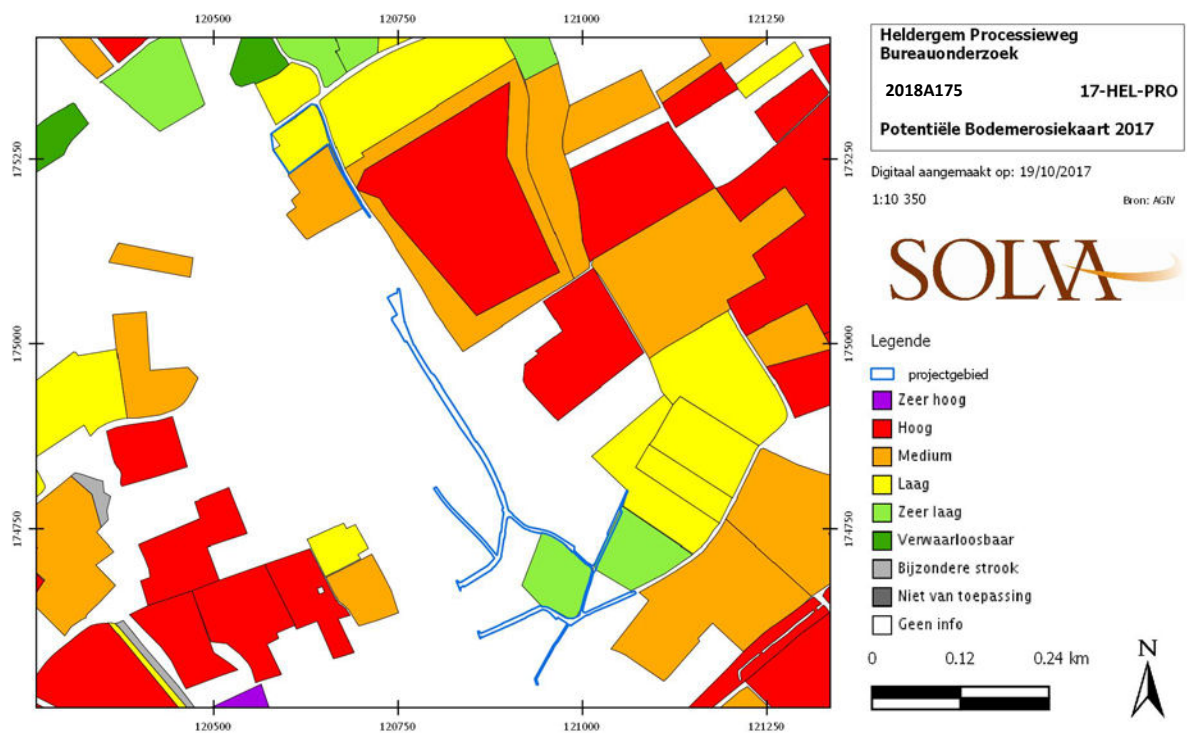 120500 120750 121000 121250
175250 175250
175000 175000
174750 174750
120500 120750 121000 121250
Heldergem Processieweg
Bureauonderzoek
2018A175 17-HEL-PRO
Potentiële Bodemerosiekaart 2017
Digitaal aangemaakt op: 19/10/2017
1:10 350 Bron: AGIV
SOLVA
Legende
projectgebied
Zeer hoog
Hoog
Medium
Laag
Zeer laag
Verwaarloosbaar
Bijzondere strook
Niet van toepassing
Geen info
0 0.12 0.24 km
N